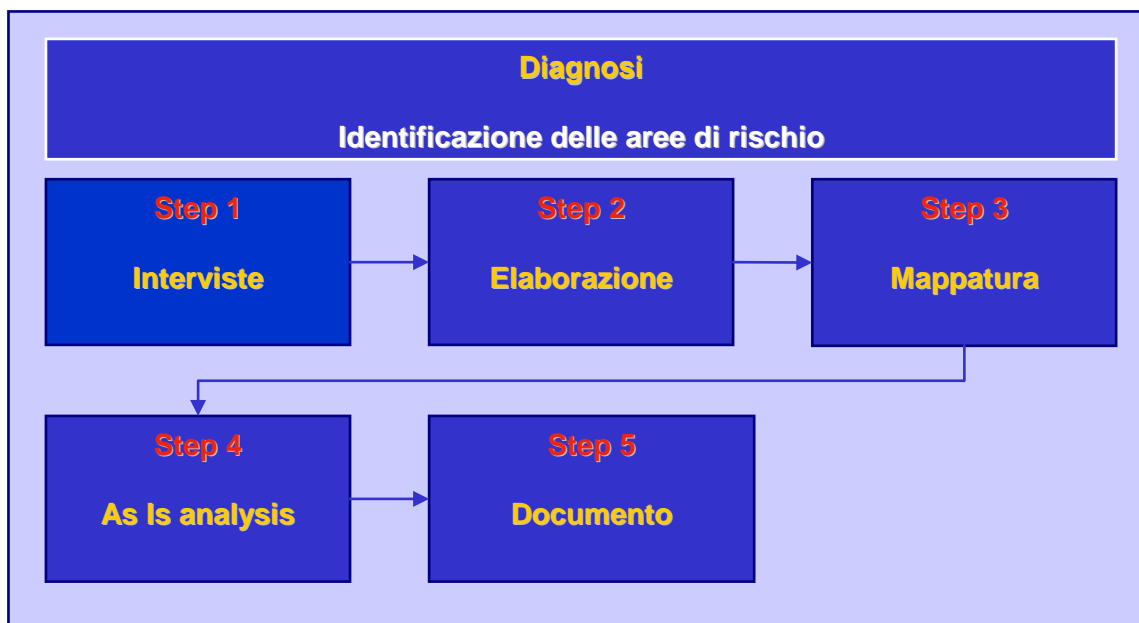 Diagnosi
Identificazione delle aree di rischio
Step 1
Interviste
Step 2
Elaborazione
Step 3
Mappatura
Step 4
As Is analysis
Step 5
Documento